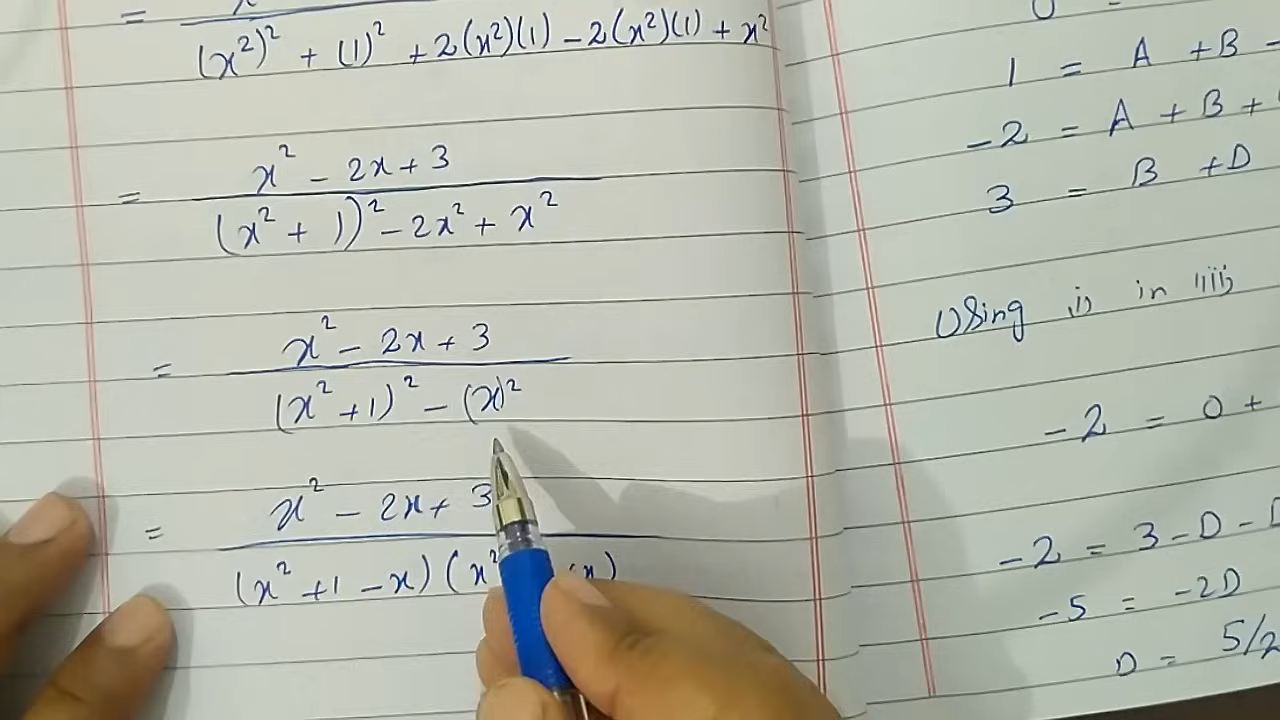 =
(x²)² + (1)² + 2(x²)(1) - 2(x²)(1) + x²
x² - 2x + 3
=
(x² + 1)² - 2x² + x²
x² - 2x + 3
=
(x² + 1)² - (x)²
x² - 2x + 3
=
(x² + 1 - x) (x² x)
1 = A + B -
-2 = A + B +
3 = B + D
Using ii) in iii)
-2 = 0 +
-2 = 3 - D -
-5 = -2D
D = 5/2